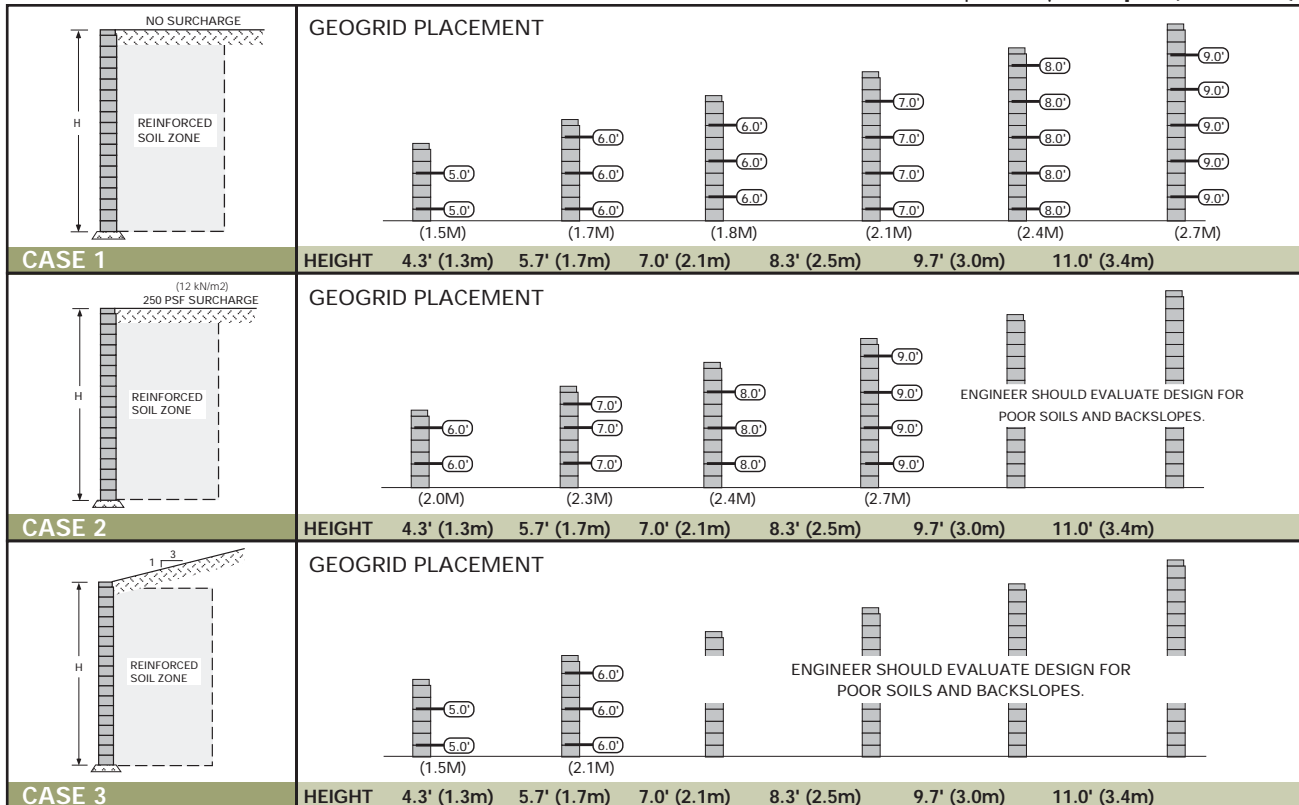 NO SURCHARGE
H
REINFORCED
SOIL ZONE
CASE 1
GEOGRID PLACEMENT
5.0'
5.0'
(1.5M)
6.0'
6.0'
6.0'
(1.7M)
6.0'
6.0'
6.0'
(1.8M)
7.0'
7.0'
7.0'
7.0'
(2.1M)
8.0'
8.0'
8.0'
8.0'
8.0'
(2.4M)
9.0'
9.0'
9.0'
9.0'
9.0'
(2.7M)
HEIGHT 4.3' (1.3m) 5.7' (1.7m) 7.0' (2.1m) 8.3' (2.5m) 9.7' (3.0m) 11.0' (3.4m)
(12 kN/m2)
250 PSF SURCHARGE
H
REINFORCED
SOIL ZONE
CASE 2
GEOGRID PLACEMENT
6.0'
6.0'
(2.0M)
7.0'
7.0'
7.0'
(2.3M)
8.0'
8.0'
8.0'
(2.4M)
9.0'
9.0'
9.0'
9.0'
(2.7M)
ENGINEER SHOULD EVALUATE DESIGN FOR
POOR SOILS AND BACKSLOPES.
HEIGHT 4.3' (1.3m) 5.7' (1.7m) 7.0' (2.1m) 8.3' (2.5m) 9.7' (3.0m) 11.0' (3.4m)
3
1
H
REINFORCED
SOIL ZONE
CASE 3
GEOGRID PLACEMENT
5.0'
5.0'
(1.5M)
6.0'
6.0'
6.0'
(2.1M)
ENGINEER SHOULD EVALUATE DESIGN FOR
POOR SOILS AND BACKSLOPES.
HEIGHT 4.3' (1.3m) 5.7' (1.7m) 7.0' (2.1m) 8.3' (2.5m) 9.7' (3.0m) 11.0' (3.4m)